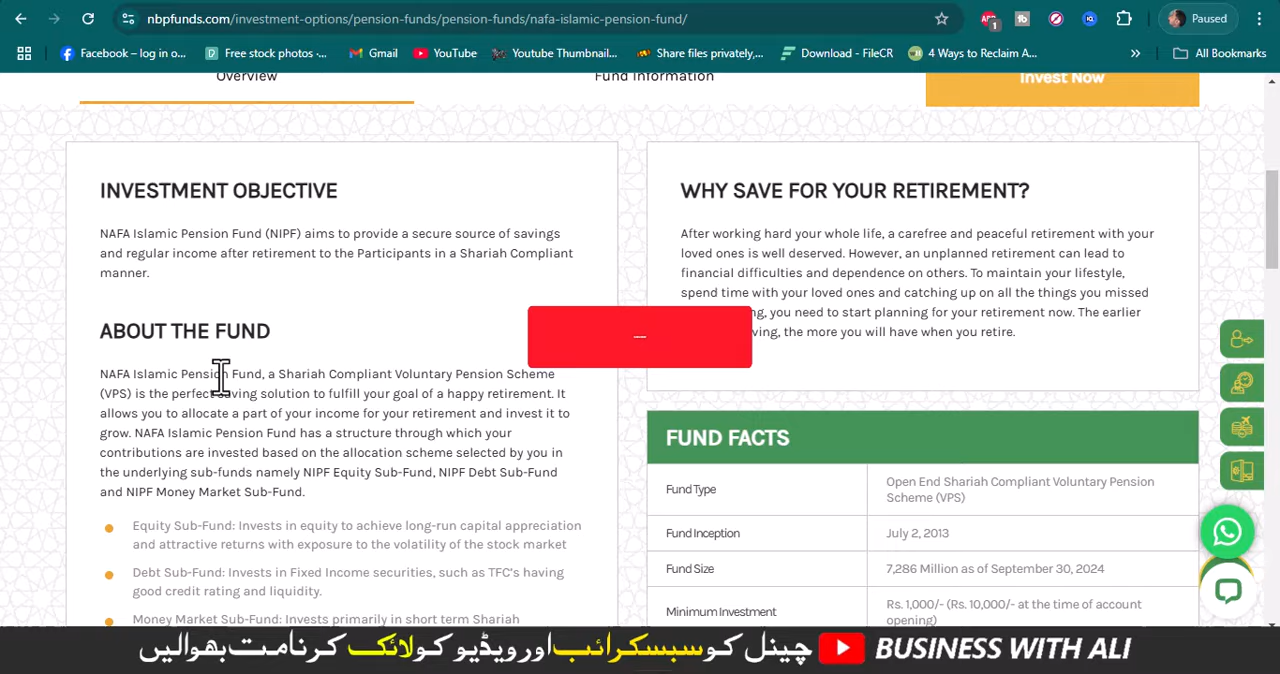 nbpfunds.com/investment-options/pension-funds/pension-funds/nafa-islamic-pension-fund/
1
Paused
Facebook – log in o...
Free stock photos ·...
Gmail
YouTube
Youtube Thumbnail...
Share files privately,...
Download - FileCR
4 Ways to Reclaim A...
»
All Bookmarks
Overview
Fund Information
Invest Now
INVESTMENT OBJECTIVE
NAFA Islamic Pension Fund (NIPF) aims to provide a secure source of savings
and regular income after retirement to the Participants in a Shariah Compliant
manner.
ABOUT THE FUND
NAFA Islamic Pension Fund, a Shariah Compliant Voluntary Pension Scheme
(VPS) is the perfect saving solution to fulfill your goal of a happy retirement. It
allows you to allocate a part of your income for your retirement and invest it to
grow. NAFA Islamic Pension Fund has a structure through which your
contributions are invested based on the allocation scheme selected by you in
the underlying sub-funds namely NIPF Equity Sub-Fund, NIPF Debt Sub-Fund
and NIPF Money Market Sub-Fund.
Equity Sub-Fund: Invests in equity to achieve long-run capital appreciation
and attractive returns with exposure to the volatility of the stock market
Debt Sub-Fund: Invests in Fixed Income securities, such as TFC's having
good credit rating and liquidity.
Money Market Sub-Fund: Invests primarily in short term Shariah
WHY SAVE FOR YOUR RETIREMENT?
After working hard your whole life, a carefree and peaceful retirement with your
loved ones is well deserved. However, an unplanned retirement can lead to
financial difficulties and dependence on others. To maintain your lifestyle,
spend time with your loved ones and catching up on all the things you missed
you need to start planning for your retirement now. The earlier
the more you will have when you retire.
FUND FACTS
Fund Type
Open End Shariah Compliant Voluntary Pension
Scheme (VPS)
Fund Inception
July 2, 2013
Fund Size
7,286 Million as of September 30, 2024
Minimum Investment
Rs. 1,000/- (Rs. 10,000/- at the time of account
opening)
چینل کو سبسکرائب اور ویڈیو کو لائک کرنا مت بھولیں
BUSINESS WITH ALI